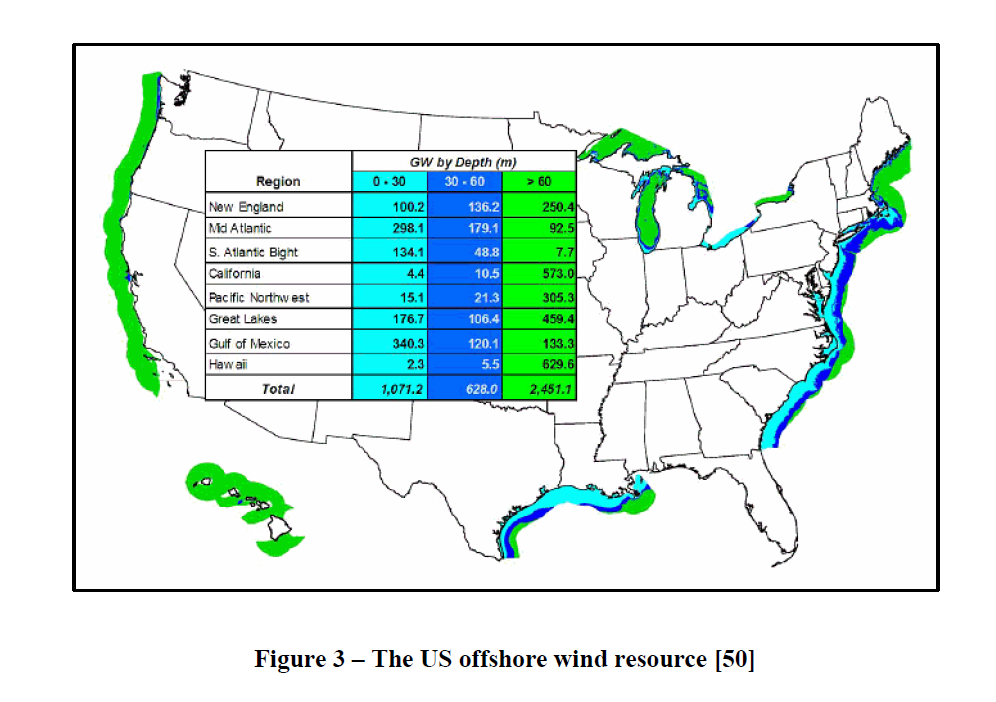 GW by Depth (m)
Region 0 - 30 30 - 60 > 60
New England 100.2 136.2 250.4
Mid Atlantic 298.1 179.1 92.5
S. Atlantic Bight 134.1 48.8 7.7
California 4.4 10.5 573.0
Pacific Northwest 15.1 21.3 305.3
Great Lakes 176.7 106.4 459.4
Gulf of Mexico 340.3 120.1 133.3
Hawaii 2.3 5.5 629.6
Total 1,071.2 628.0 2,451.1
Figure 3 – The US offshore wind resource [50]